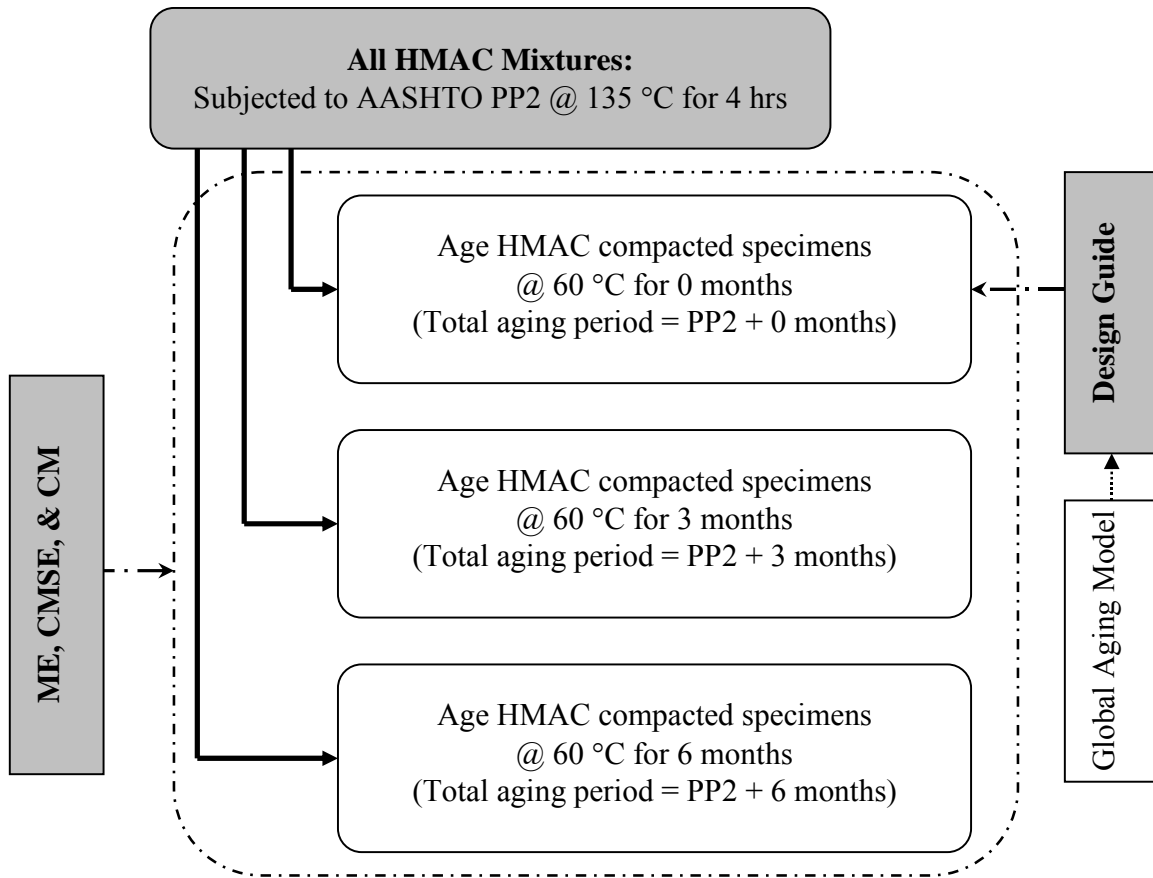 All HMAC Mixtures:
Subjected to AASHTO PP2 @ 135 °C for 4 hrs
Age HMAC compacted specimens
@ 60 °C for 0 months
(Total aging period = PP2 + 0 months)
Design Guide
ME, CMSE, & CM
Age HMAC compacted specimens
@ 60 °C for 3 months
(Total aging period = PP2 + 3 months)
Global Aging Model
Age HMAC compacted specimens
@ 60 °C for 6 months
(Total aging period = PP2 + 6 months)